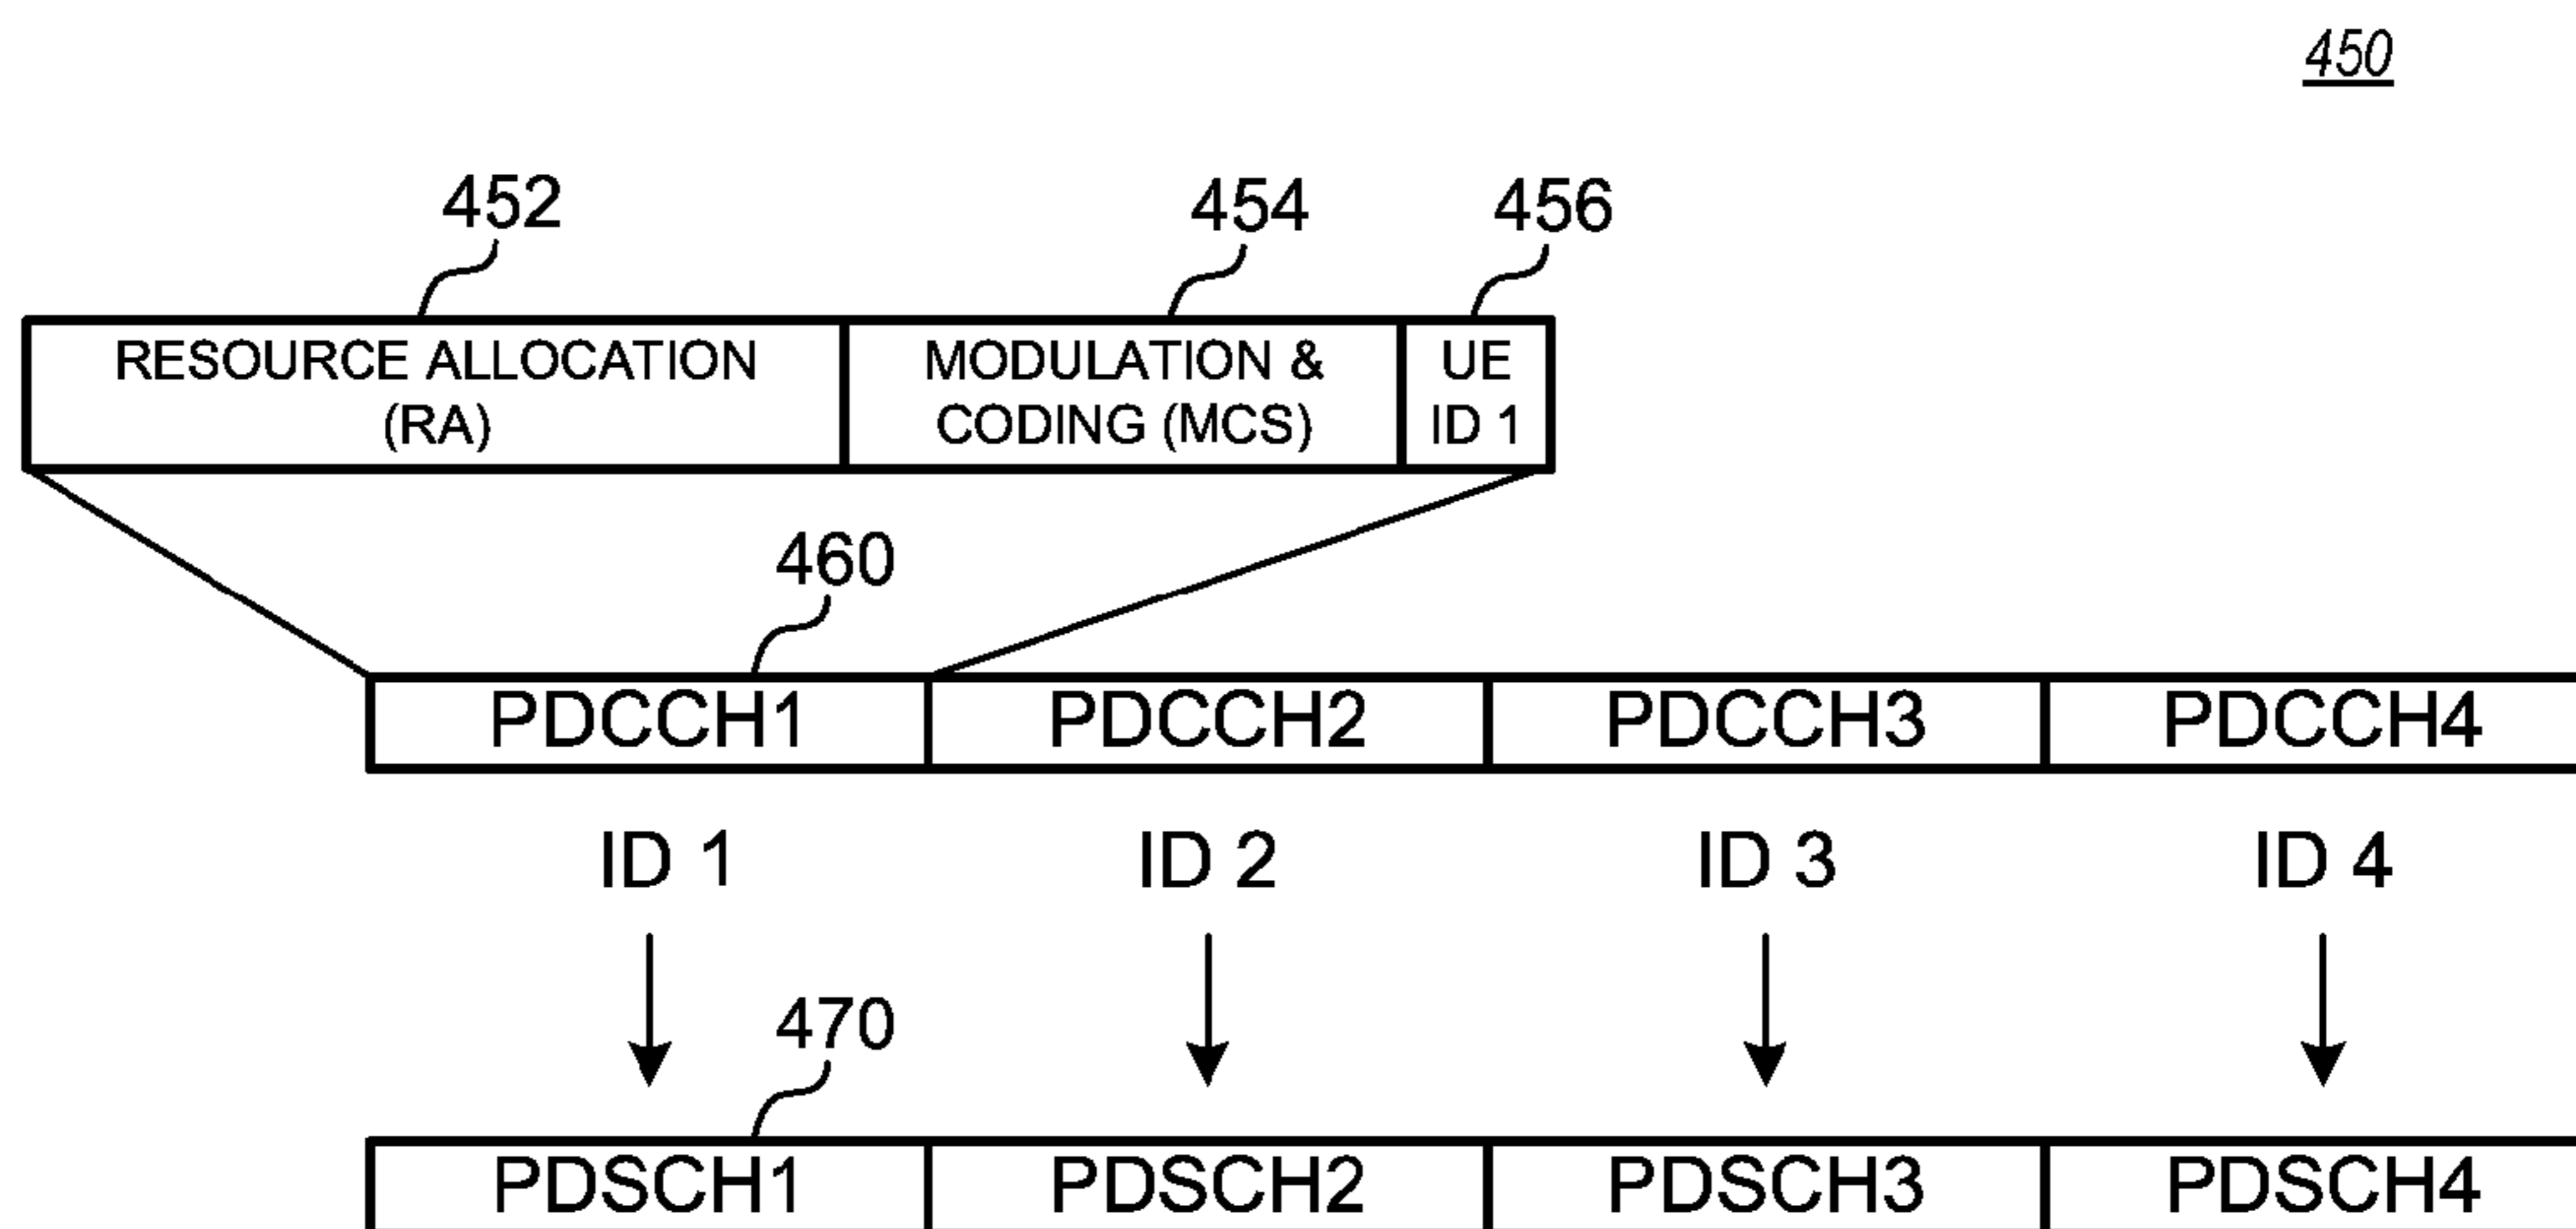 450
452 454 456
RESOURCE ALLOCATION (RA)
MODULATION & CODING (MCS)
UE ID 1
460
PDCCH1 PDCCH2 PDCCH3 PDCCH4
ID 1 ID 2 ID 3 ID 4
470
PDSCH1 PDSCH2 PDSCH3 PDSCH4